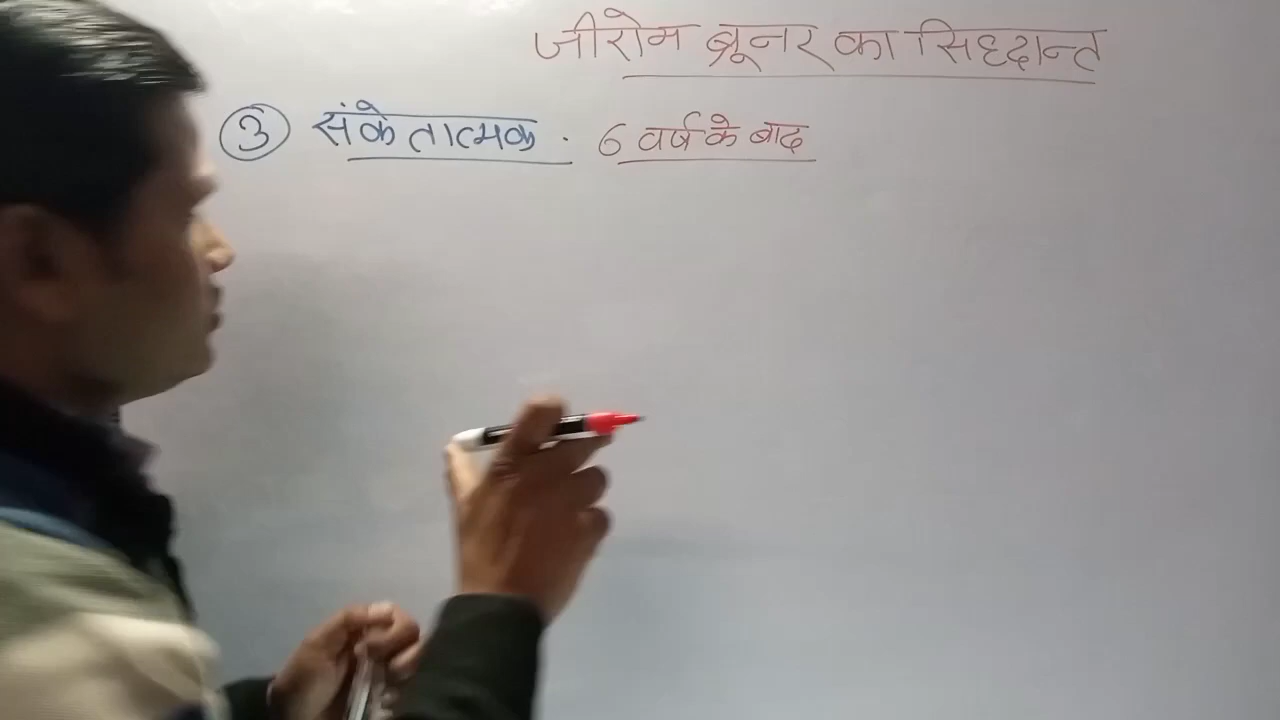 जीरोम ब्रूनर का सिध्दान्त
③ संकेतात्मक . 6 वर्ष के बाद